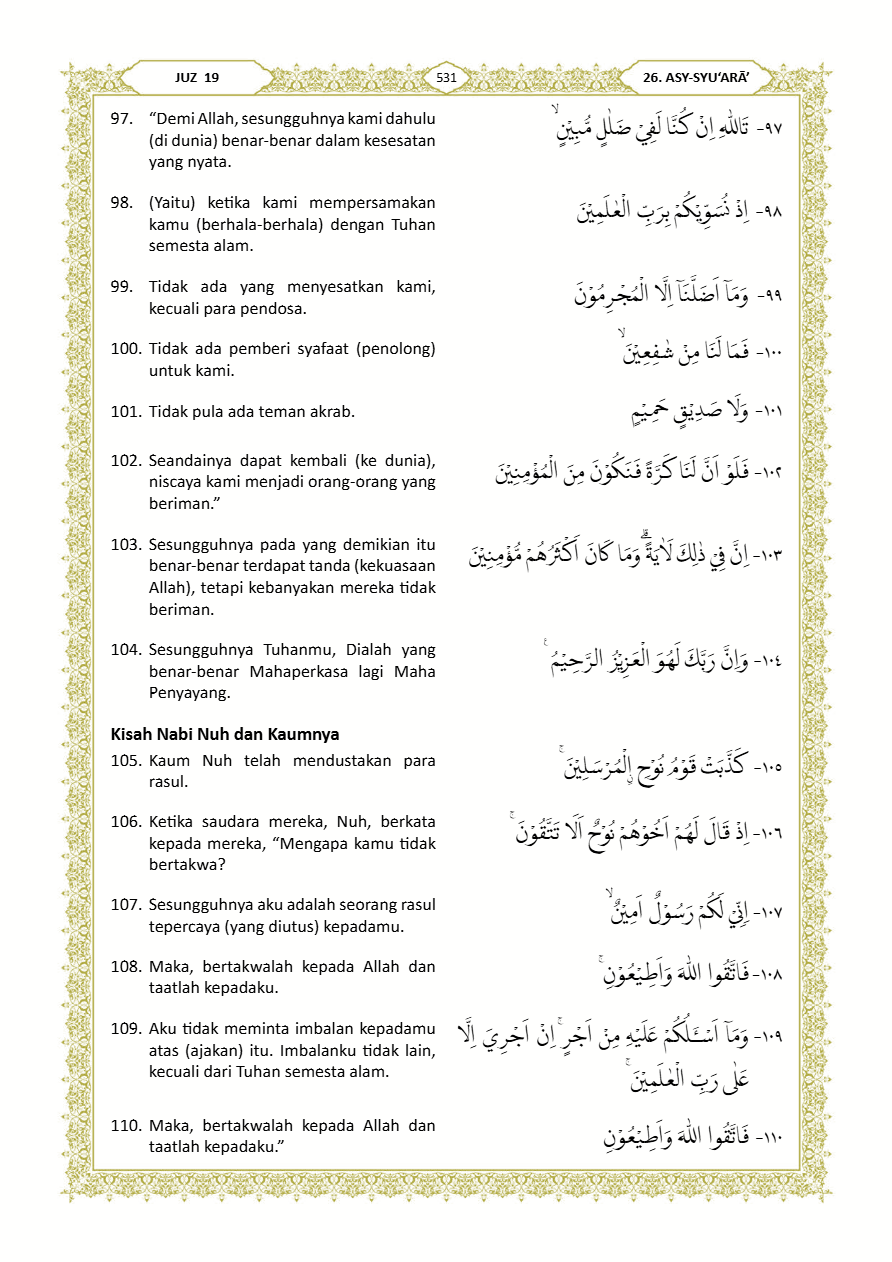 JUZ 19
531
26. ASY-SYU‘ARĀ’
97. “Demi Allah, sesungguhnya kami dahulu
(di dunia) benar-benar dalam kesesatan
yang nyata.
٩٧- تَاللّٰهِ اِنْ كُنَّا لَفِيْ ضَلٰلٍ مُّبِيْنٍ ۙ
98. (Yaitu) ketika kami mempersamakan
kamu (berhala-berhala) dengan Tuhan
semesta alam.
٩٨- اِذْ نُسَوِّيْكُمْ بِرَبِّ الْعٰلَمِيْنَ
99. Tidak ada yang menyesatkan kami,
kecuali para pendosa.
٩٩- وَمَآ اَضَلَّنَآ اِلَّا الْمُجْرِمُوْنَ
100. Tidak ada pemberi syafaat (penolong)
untuk kami.
١٠٠- فَمَا لَنَا مِنْ شٰفِعِيْنَ ۙ
101. Tidak pula ada teman akrab.
١٠١- وَلَا صَدِيْقٍ حَمِيْمٍ
102. Seandainya dapat kembali (ke dunia),
niscaya kami menjadi orang-orang yang
beriman.”
١٠٢- فَلَوْ اَنَّ لَنَا كَرَّةً فَنَكُوْنَ مِنَ الْمُؤْمِنِيْنَ
103. Sesungguhnya pada yang demikian itu
benar-benar terdapat tanda (kekuasaan
Allah), tetapi kebanyakan mereka tidak
beriman.
١٠٣- اِنَّ فِيْ ذٰلِكَ لَاٰيَةً ۗوَمَا كَانَ اَكْثَرُهُمْ مُّؤْمِنِيْنَ
104. Sesungguhnya Tuhanmu, Dialah yang
benar-benar Mahaperkasa lagi Maha
Penyayang.
١٠٤- وَاِنَّ رَبَّكَ لَهُوَ الْعَزِيْزُ الرَّحِيْمُ ࣖ
Kisah Nabi Nuh dan Kaumnya
105. Kaum Nuh telah mendustakan para
rasul.
١٠٥- كَذَّبَتْ قَوْمُ نُوْحِ ِۨالْمُرْسَلِيْنَ ۚ
106. Ketika saudara mereka, Nuh, berkata
kepada mereka, “Mengapa kamu tidak
bertakwa?
١٠٦- اِذْ قَالَ لَهُمْ اَخُوْهُمْ نُوْحٌ اَلَا تَتَّقُوْنَ ۚ
107. Sesungguhnya aku adalah seorang rasul
tepercaya (yang diutus) kepadamu.
١٠٧- اِنِّيْ لَكُمْ رَسُوْلٌ اَمِيْنٌ ۙ
108. Maka, bertakwalah kepada Allah dan
taatlah kepadaku.
١٠٨- فَاتَّقُوا اللّٰهَ وَاَطِيْعُوْنِ ۚ
109. Aku tidak meminta imbalan kepadamu
atas (ajakan) itu. Imbalanku tidak lain,
kecuali dari Tuhan semesta alam.
١٠٩- وَمَآ اَسْـَٔلُكُمْ عَلَيْهِ مِنْ اَجْرٍ ۚاِنْ اَجْرِيَ اِلَّا
عَلٰى رَبِّ الْعٰلَمِيْنَ ۚ
110. Maka, bertakwalah kepada Allah dan
taatlah kepadaku.”
١١٠- فَاتَّقُوا اللّٰهَ وَاَطِيْعُوْنِ